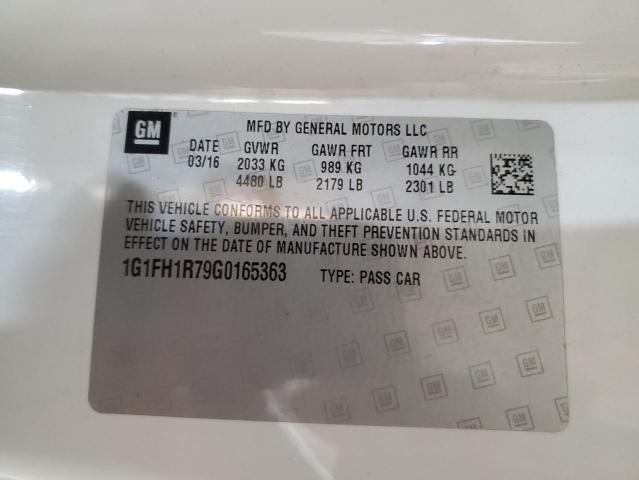 GM
MFD BY GENERAL MOTORS LLC
DATE GVWR GAWR FRT GAWR RR
03/16 2033 KG 989 KG 1044 KG
4480 LB 2179 LB 2301 LB
THIS VEHICLE CONFORMS TO ALL APPLICABLE U.S. FEDERAL MOTOR
VEHICLE SAFETY, BUMPER, AND THEFT PREVENTION STANDARDS IN
EFFECT ON THE DATE OF MANUFACTURE SHOWN ABOVE.
1G1FH1R79G0165363 TYPE: PASS CAR